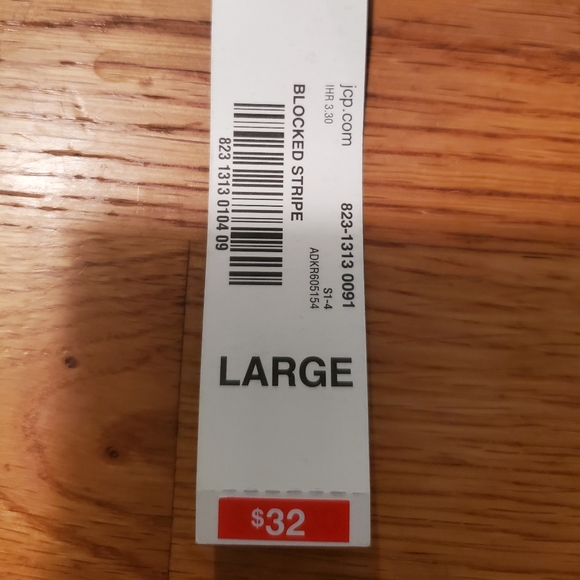 jcp.com
IHR 3.30
823-1313 0091
S1-4
ADKR605154
BLOCKED STRIPE
823 1313 0104 09
LARGE
$32